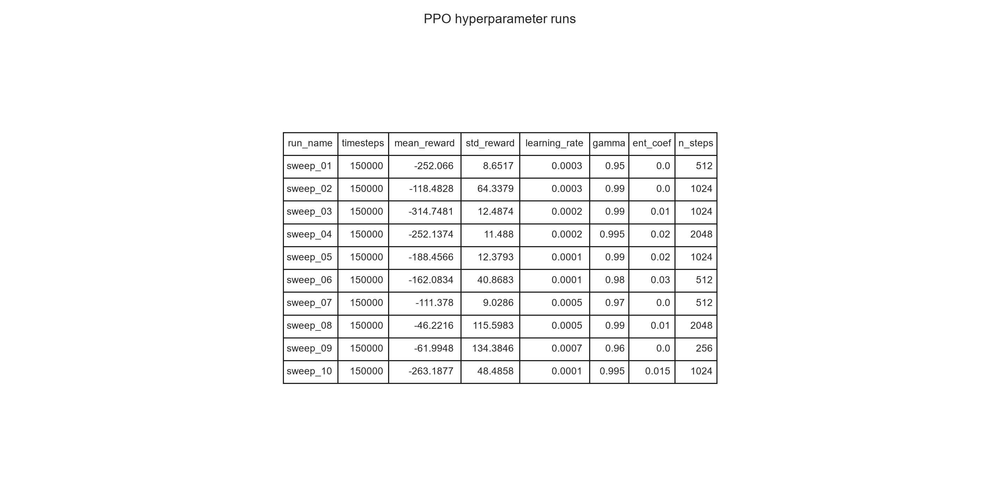 PPO hyperparameter runs
run_name timesteps mean_reward std_reward learning_rate gamma ent_coef n_steps
sweep_01 150000 -252.066 8.6517 0.0003 0.95 0.0 512
sweep_02 150000 -118.4828 64.3379 0.0003 0.99 0.0 1024
sweep_03 150000 -314.7481 12.4874 0.0002 0.99 0.01 1024
sweep_04 150000 -252.1374 11.488 0.0002 0.995 0.02 2048
sweep_05 150000 -188.4566 12.3793 0.0001 0.99 0.02 1024
sweep_06 150000 -162.0834 40.8683 0.0001 0.98 0.03 512
sweep_07 150000 -111.378 9.0286 0.0005 0.97 0.0 512
sweep_08 150000 -46.2216 115.5983 0.0005 0.99 0.01 2048
sweep_09 150000 -61.9948 134.3846 0.0007 0.96 0.0 256
sweep_10 150000 -263.1877 48.4858 0.0001 0.995 0.015 1024